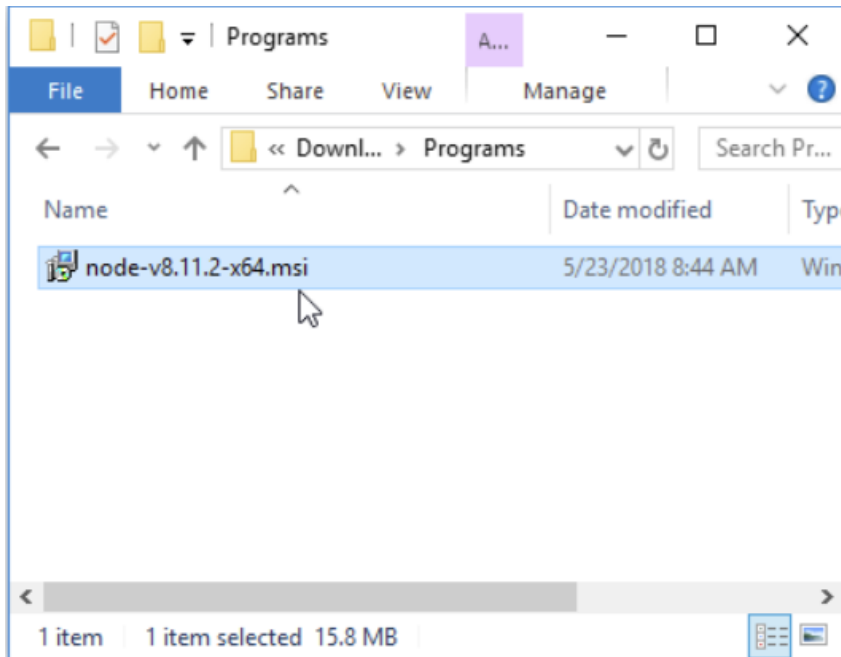 Programs A...
File Home Share View Manage ?
« Downl... › Programs Search Pr...
Name Date modified Typ
node-v8.11.2-x64.msi 5/23/2018 8:44 AM Win
1 item 1 item selected 15.8 MB